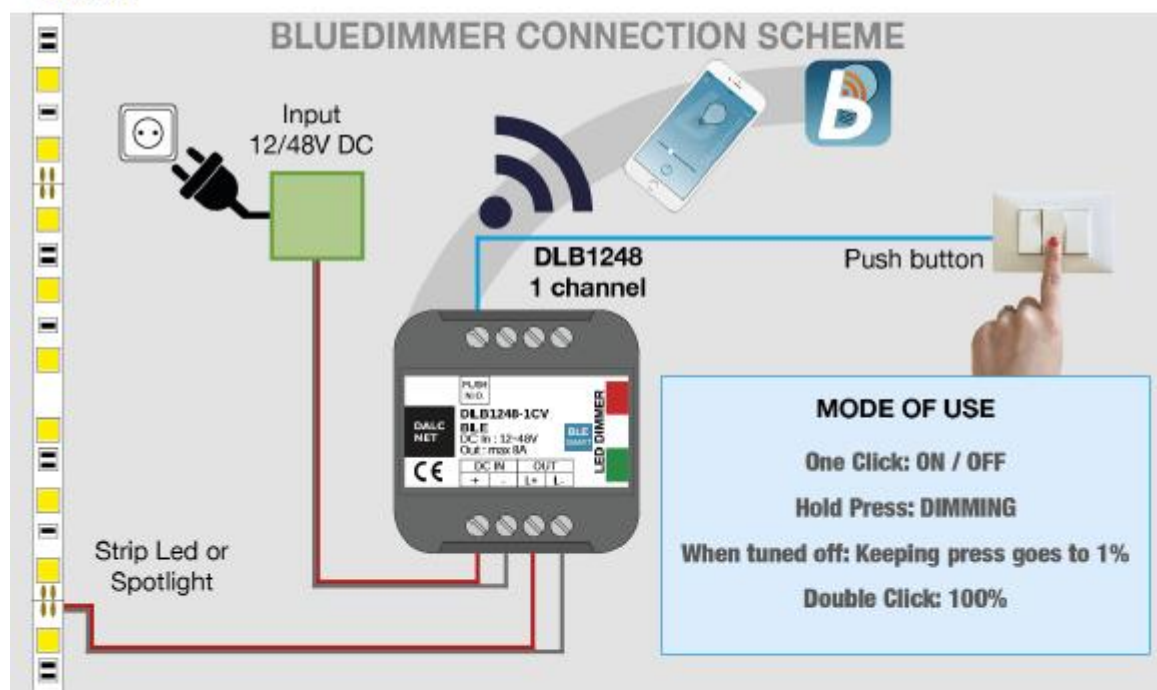 BLUEDIMMER CONNECTION SCHEME
Input
12/48V DC
b
DLB1248
1 channel
Push button
PUSH
N.O.
DALC
NET
DLB1248-1CV
BLE
DC In : 12~48V
Out : max 8A
BLE
SMART
LED DIMMER
CE
DC IN OUT
+ - L+ L-
Strip Led or
Spotlight
MODE OF USE
One Click: ON / OFF
Hold Press: DIMMING
When tuned off: Keeping press goes to 1%
Double Click: 100%